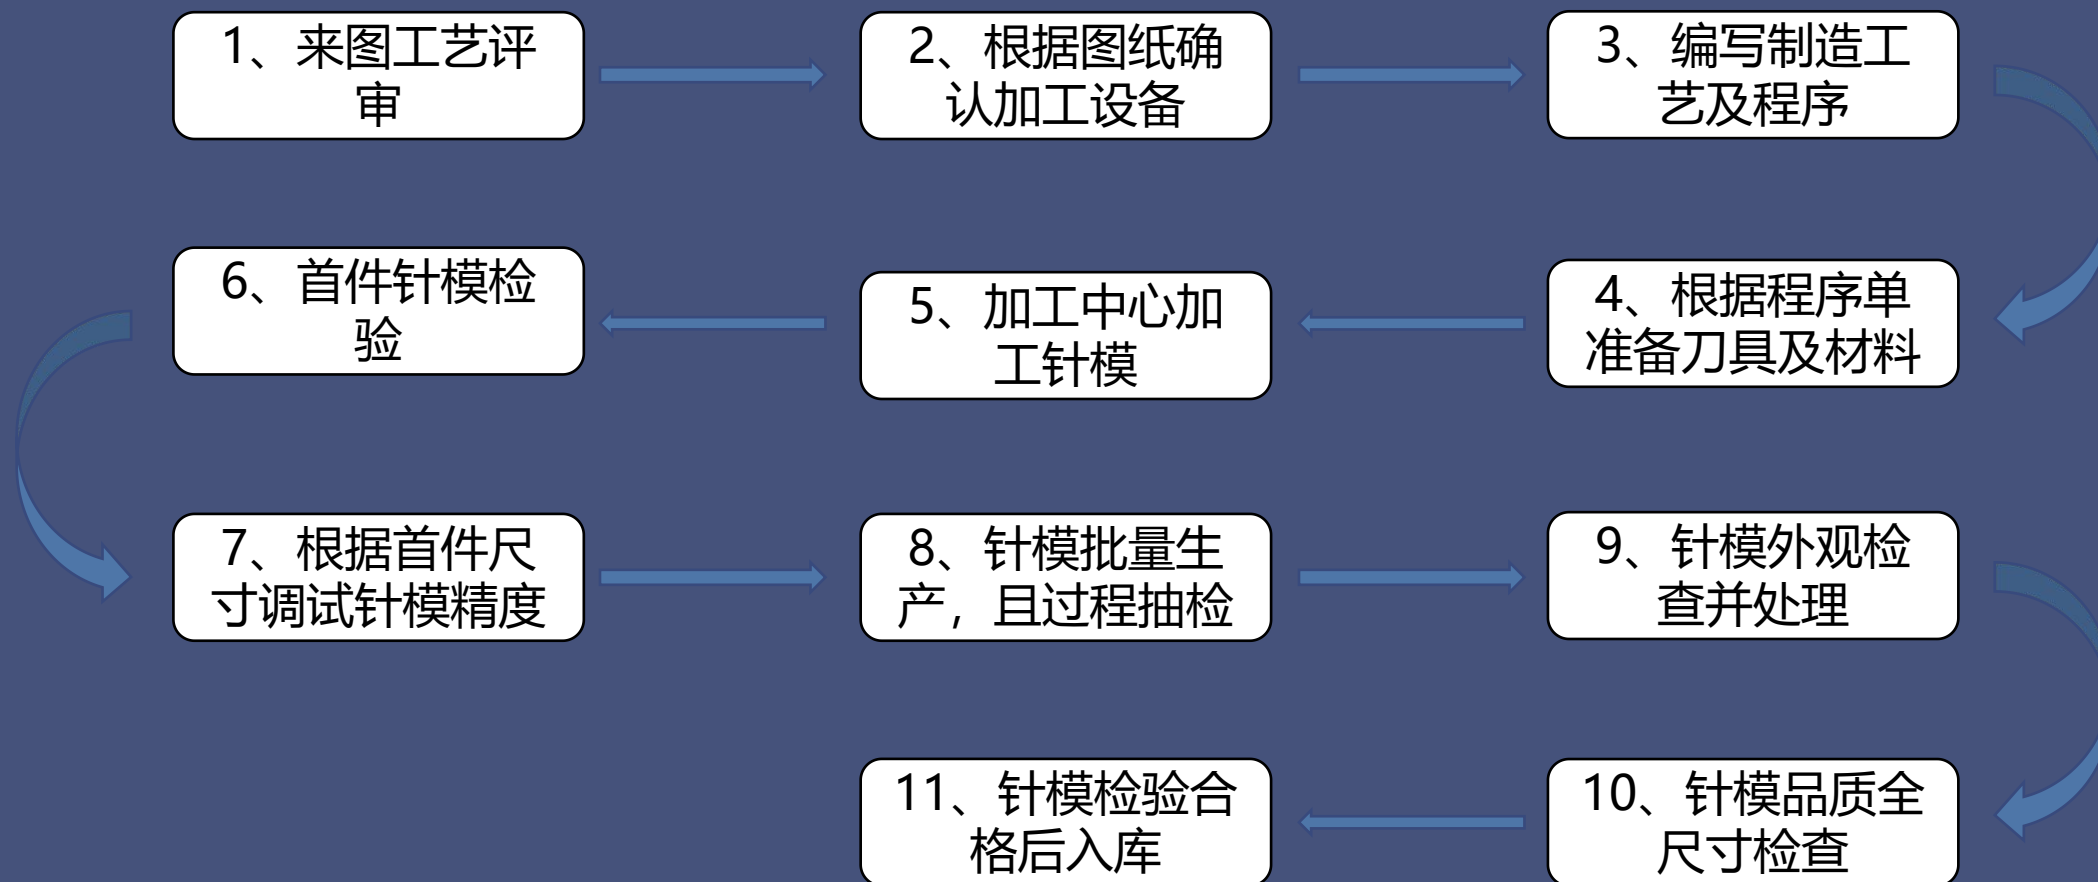 1、来图工艺评
审
2、根据图纸确
认加工设备
3、编写制造工
艺及程序
4、根据程序单
准备刀具及材料
5、加工中心加
工针模
6、首件针模检
验
7、根据首件尺
寸调试针模精度
8、针模批量生
产，且过程抽检
9、针模外观检
查并处理
10、针模品质全
尺寸检查
11、针模检验合
格后入库